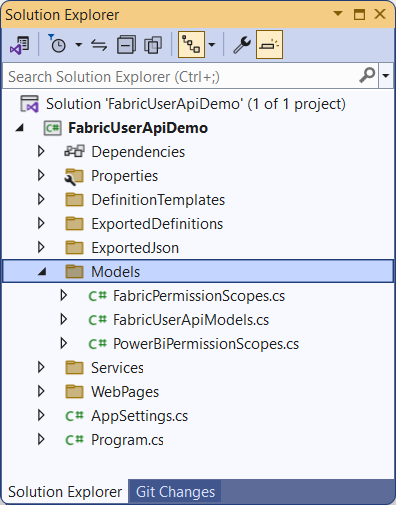 Solution Explorer
Search Solution Explorer (Ctrl+;)
Solution 'FabricUserApiDemo' (1 of 1 project)
C# FabricUserApiDemo
Dependencies
Properties
DefinitionTemplates
ExportedDefinitions
ExportedJson
Models
C# FabricPermissionScopes.cs
C# FabricUserApiModels.cs
C# PowerBiPermissionScopes.cs
Services
WebPages
C# AppSettings.cs
C# Program.cs
Solution Explorer Git Changes